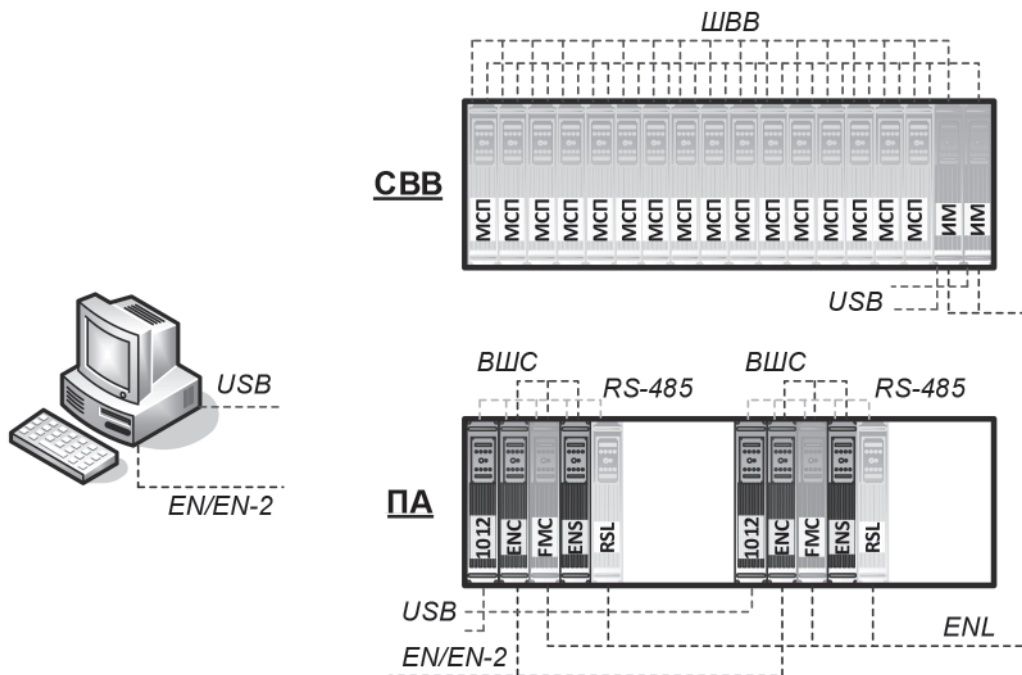 ШВВ
СВВ
МСП МСП МСП МСП МСП МСП МСП МСП МСП МСП МСП МСП МСП МСП МСП МСП ИМ ИМ
USB
ВШС ВШС
USB RS-485 RS-485
EN/EN-2
ПА
1012 ENC FMC ENS RSL 1012 ENC FMC ENS RSL
USB
ENL
EN/EN-2